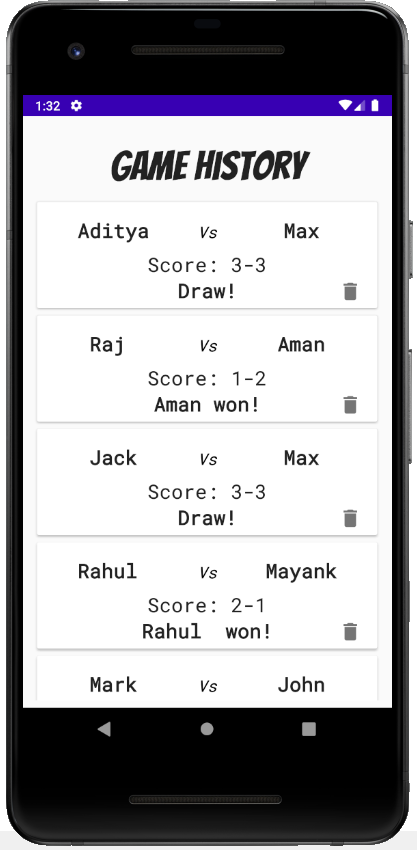 1:32
GAME HISTORY
Aditya Vs Max
Score: 3-3
Draw!
Raj Vs Aman
Score: 1-2
Aman won!
Jack Vs Max
Score: 3-3
Draw!
Rahul Vs Mayank
Score: 2-1
Rahul  won!
Mark Vs John